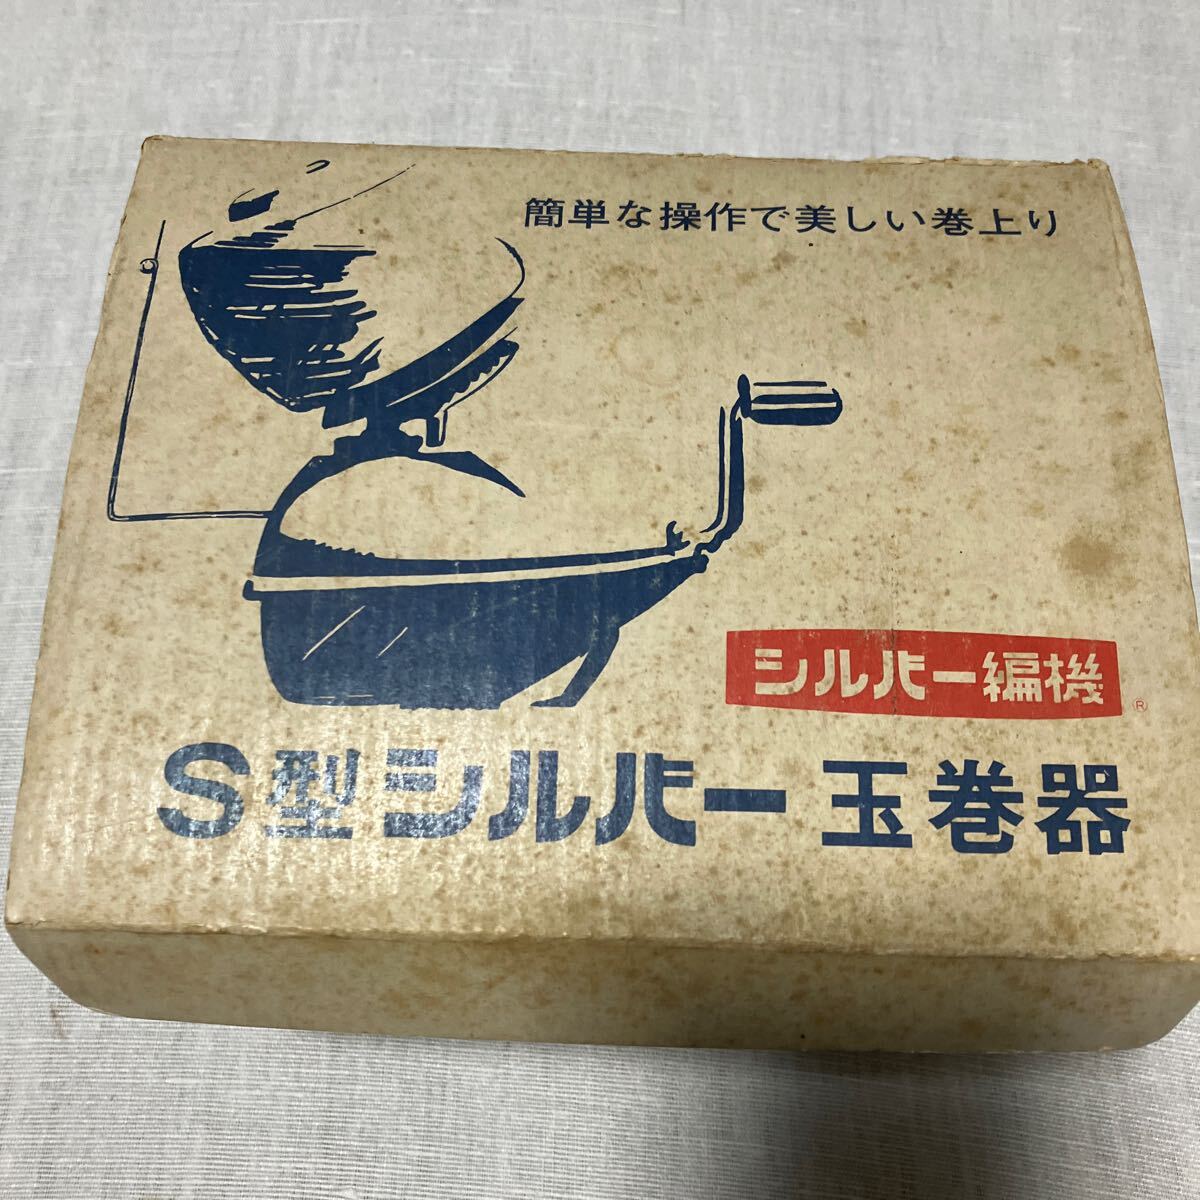 簡単な操作で美しい巻上り
シルバー編機
®
S型シルバー玉巻器